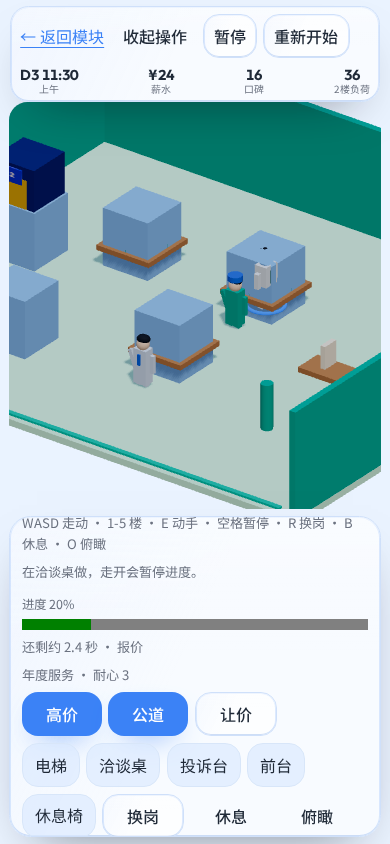 ← 返回模块 收起操作 暂停 重新开始
D3 11:30 ¥24 16 36
上午 薪水 口碑 2楼负荷
WASD 走动 • 1-5 楼 • E 动手 • 空格暂停 • R 换岗 • B
休息 • O 俯瞰
在洽谈桌做，走开会暂停进度。
进度 20%
还剩约 2.4 秒 • 报价
年度服务 • 耐心 3
高价 公道 让价
电梯 洽谈桌 投诉台 前台
休息椅 换岗 休息 俯瞰